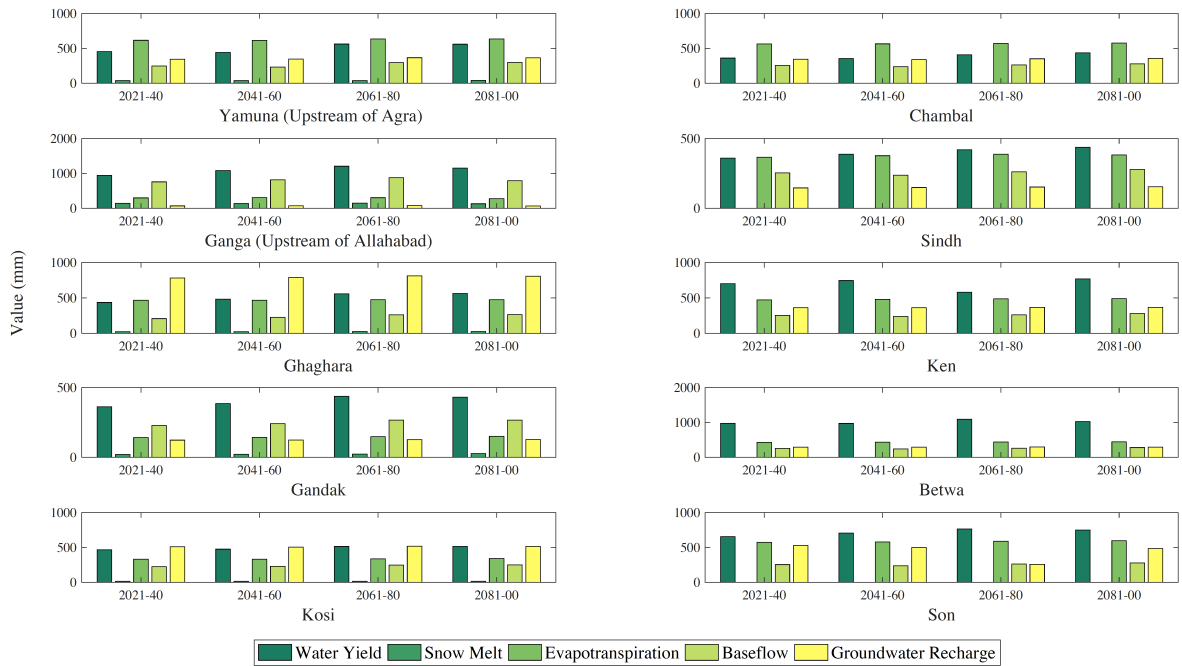 Value (mm)
1000
500
0
2021-40 2041-60 2061-80 2081-00
Yamuna (Upstream of Agra)
1000
500
0
2021-40 2041-60 2061-80 2081-00
Chambal
2000
1000
0
2021-40 2041-60 2061-80 2081-00
Ganga (Upstream of Allahabad)
500
0
2021-40 2041-60 2061-80 2081-00
Sindh
1000
500
0
2021-40 2041-60 2061-80 2081-00
Ghaghara
1000
500
0
2021-40 2041-60 2061-80 2081-00
Ken
500
0
2021-40 2041-60 2061-80 2081-00
Gandak
2000
1000
0
2021-40 2041-60 2061-80 2081-00
Betwa
1000
500
0
2021-40 2041-60 2061-80 2081-00
Kosi
1000
500
0
2021-40 2041-60 2061-80 2081-00
Son
Water Yield Snow Melt Evapotranspiration Baseflow Groundwater Recharge